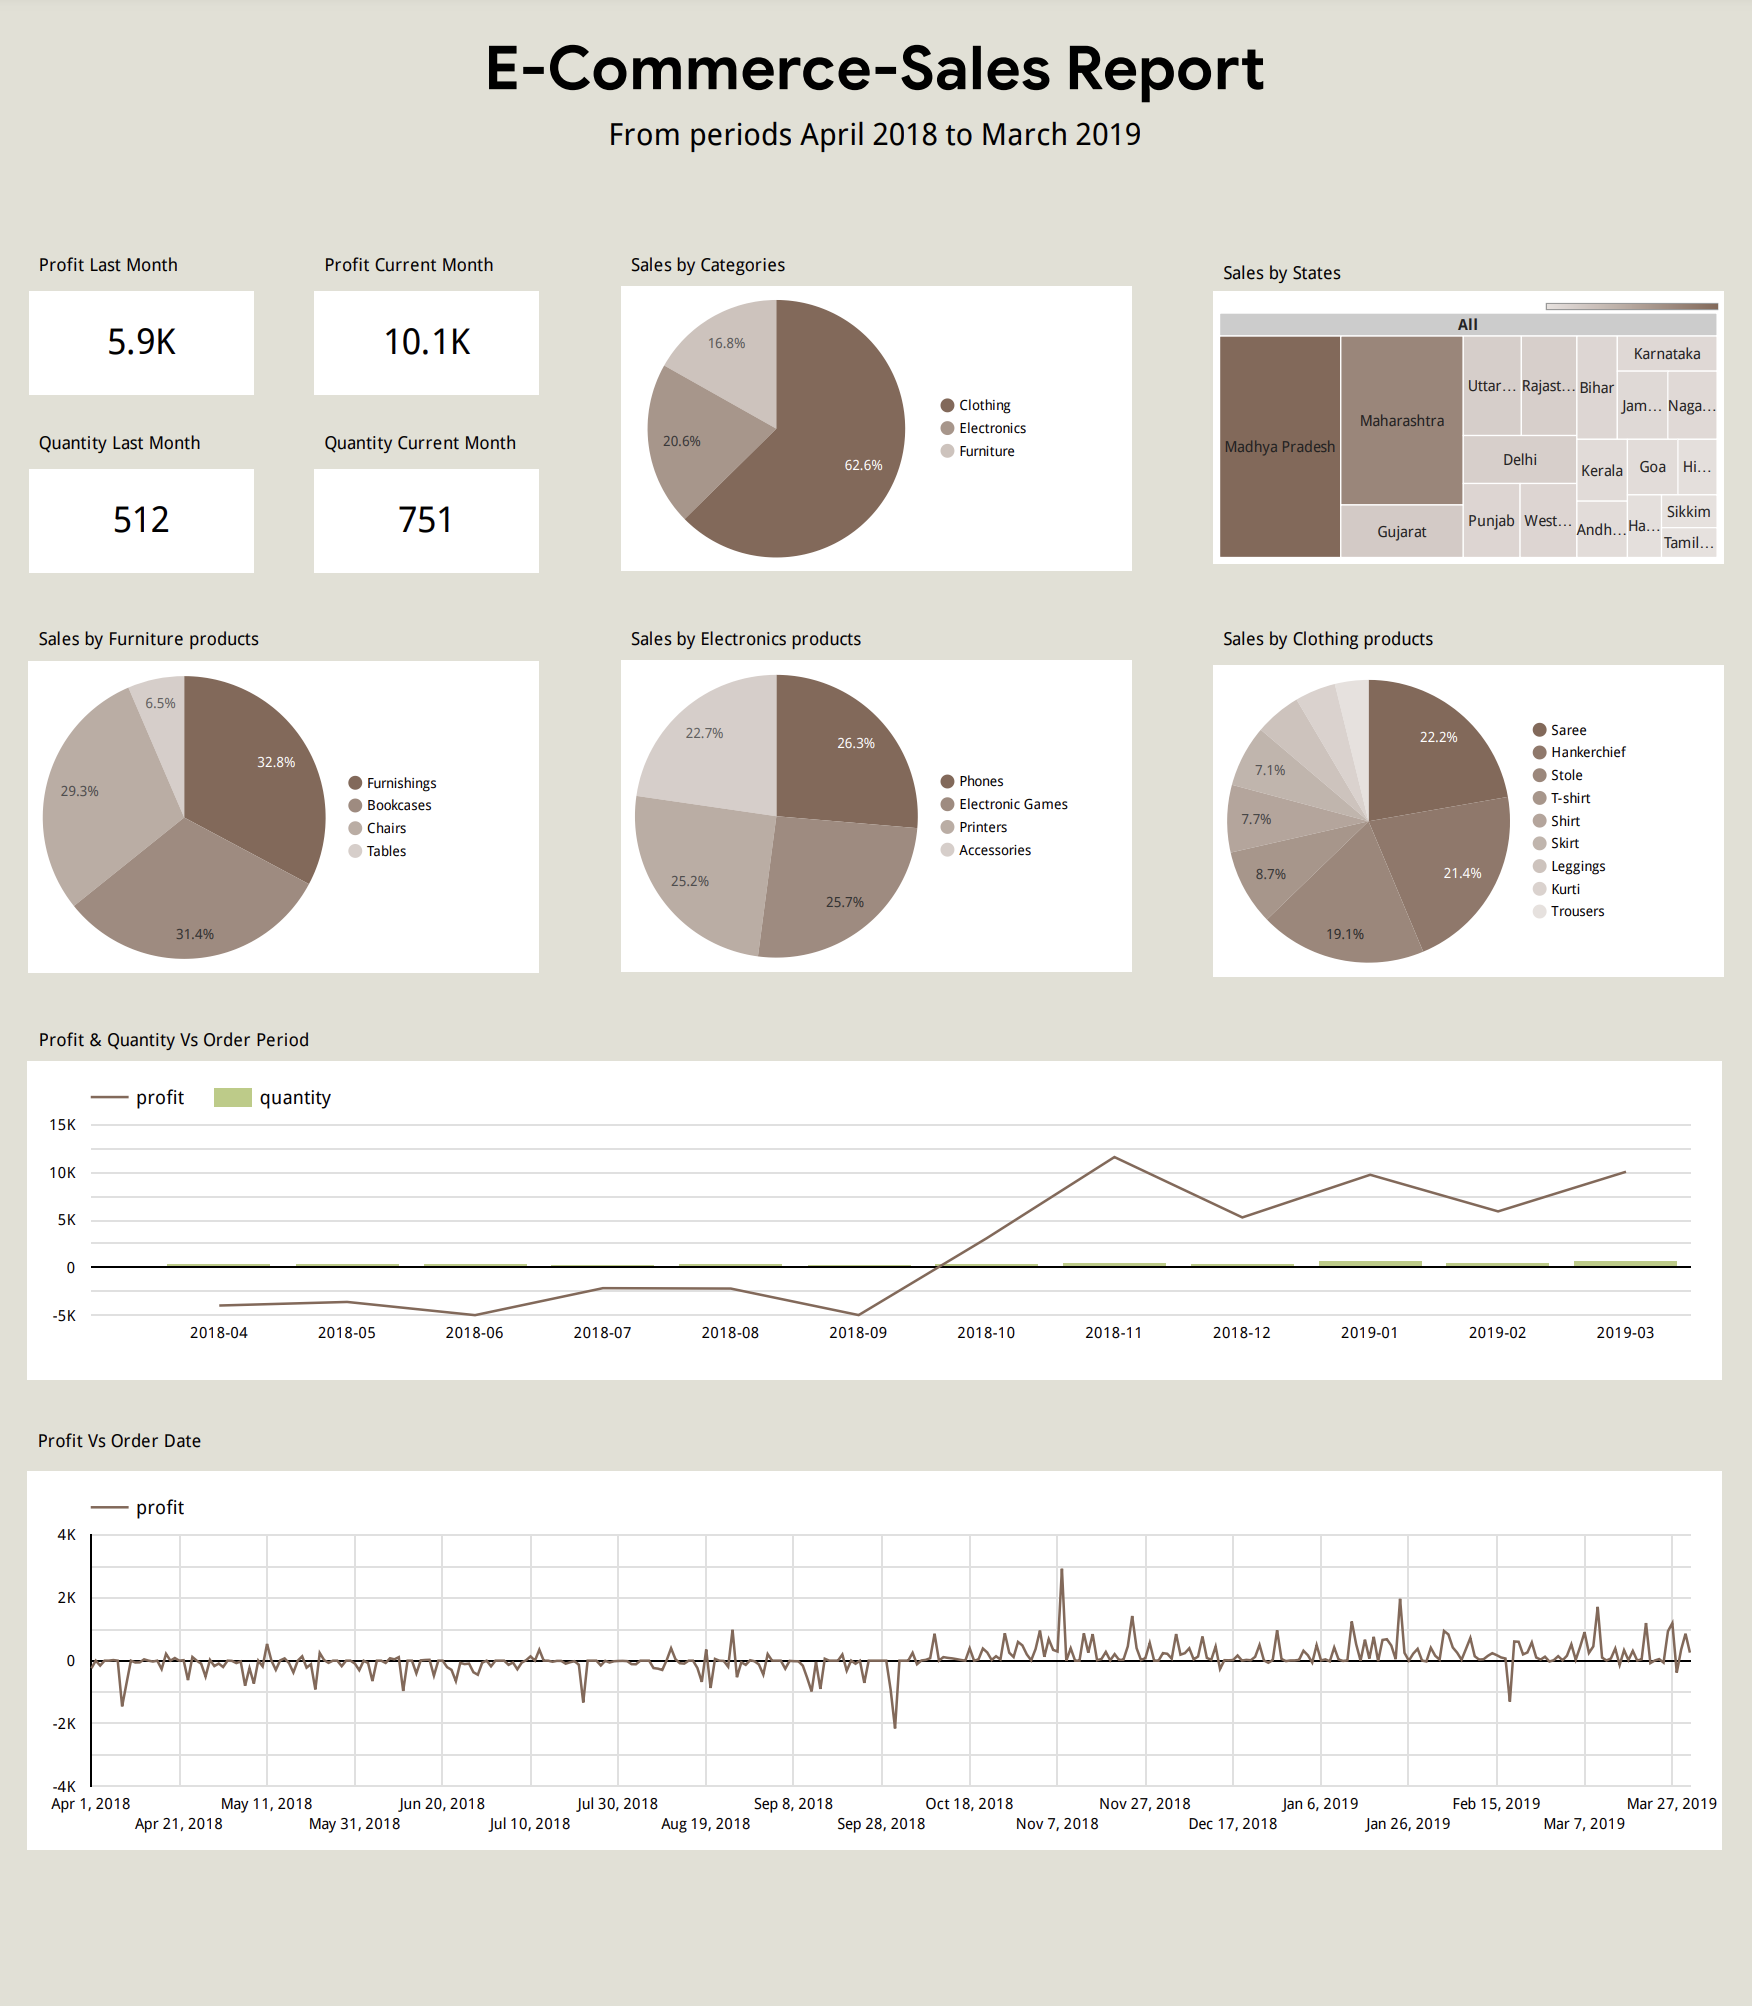 E-Commerce-Sales Report
From periods April 2018 to March 2019
Profit Last Month
5.9K
Profit Current Month
10.1K
Quantity Last Month
512
Quantity Current Month
751
Sales by Categories
16.8%
20.6%
62.6%
Clothing
Electronics
Furniture
Sales by States
All
Madhya Pradesh
Maharashtra
Gujarat
Uttar...
Rajast...
Delhi
Punjab
West...
Bihar
Karnataka
Jam...
Naga...
Kerala
Goa
Hi...
Andh...
Ha...
Sikkim
Tamil...
Sales by Furniture products
6.5%
32.8%
29.3%
31.4%
Furnishings
Bookcases
Chairs
Tables
Sales by Electronics products
22.7%
26.3%
25.2%
25.7%
Phones
Electronic Games
Printers
Accessories
Sales by Clothing products
22.2%
7.1%
7.7%
8.7%
21.4%
19.1%
Saree
Hankerchief
Stole
T-shirt
Shirt
Skirt
Leggings
Kurti
Trousers
Profit & Quantity Vs Order Period
profit quantity
15K
10K
5K
0
-5K
2018-04 2018-05 2018-06 2018-07 2018-08 2018-09 2018-10 2018-11 2018-12 2019-01 2019-02 2019-03
Profit Vs Order Date
profit
4K
2K
0
-2K
-4K
Apr 1, 2018 May 11, 2018 Jun 20, 2018 Jul 30, 2018 Sep 8, 2018 Oct 18, 2018 Nov 27, 2018 Jan 6, 2019 Feb 15, 2019 Mar 27, 2019
Apr 21, 2018 May 31, 2018 Jul 10, 2018 Aug 19, 2018 Sep 28, 2018 Nov 7, 2018 Dec 17, 2018 Jan 26, 2019 Mar 7, 2019